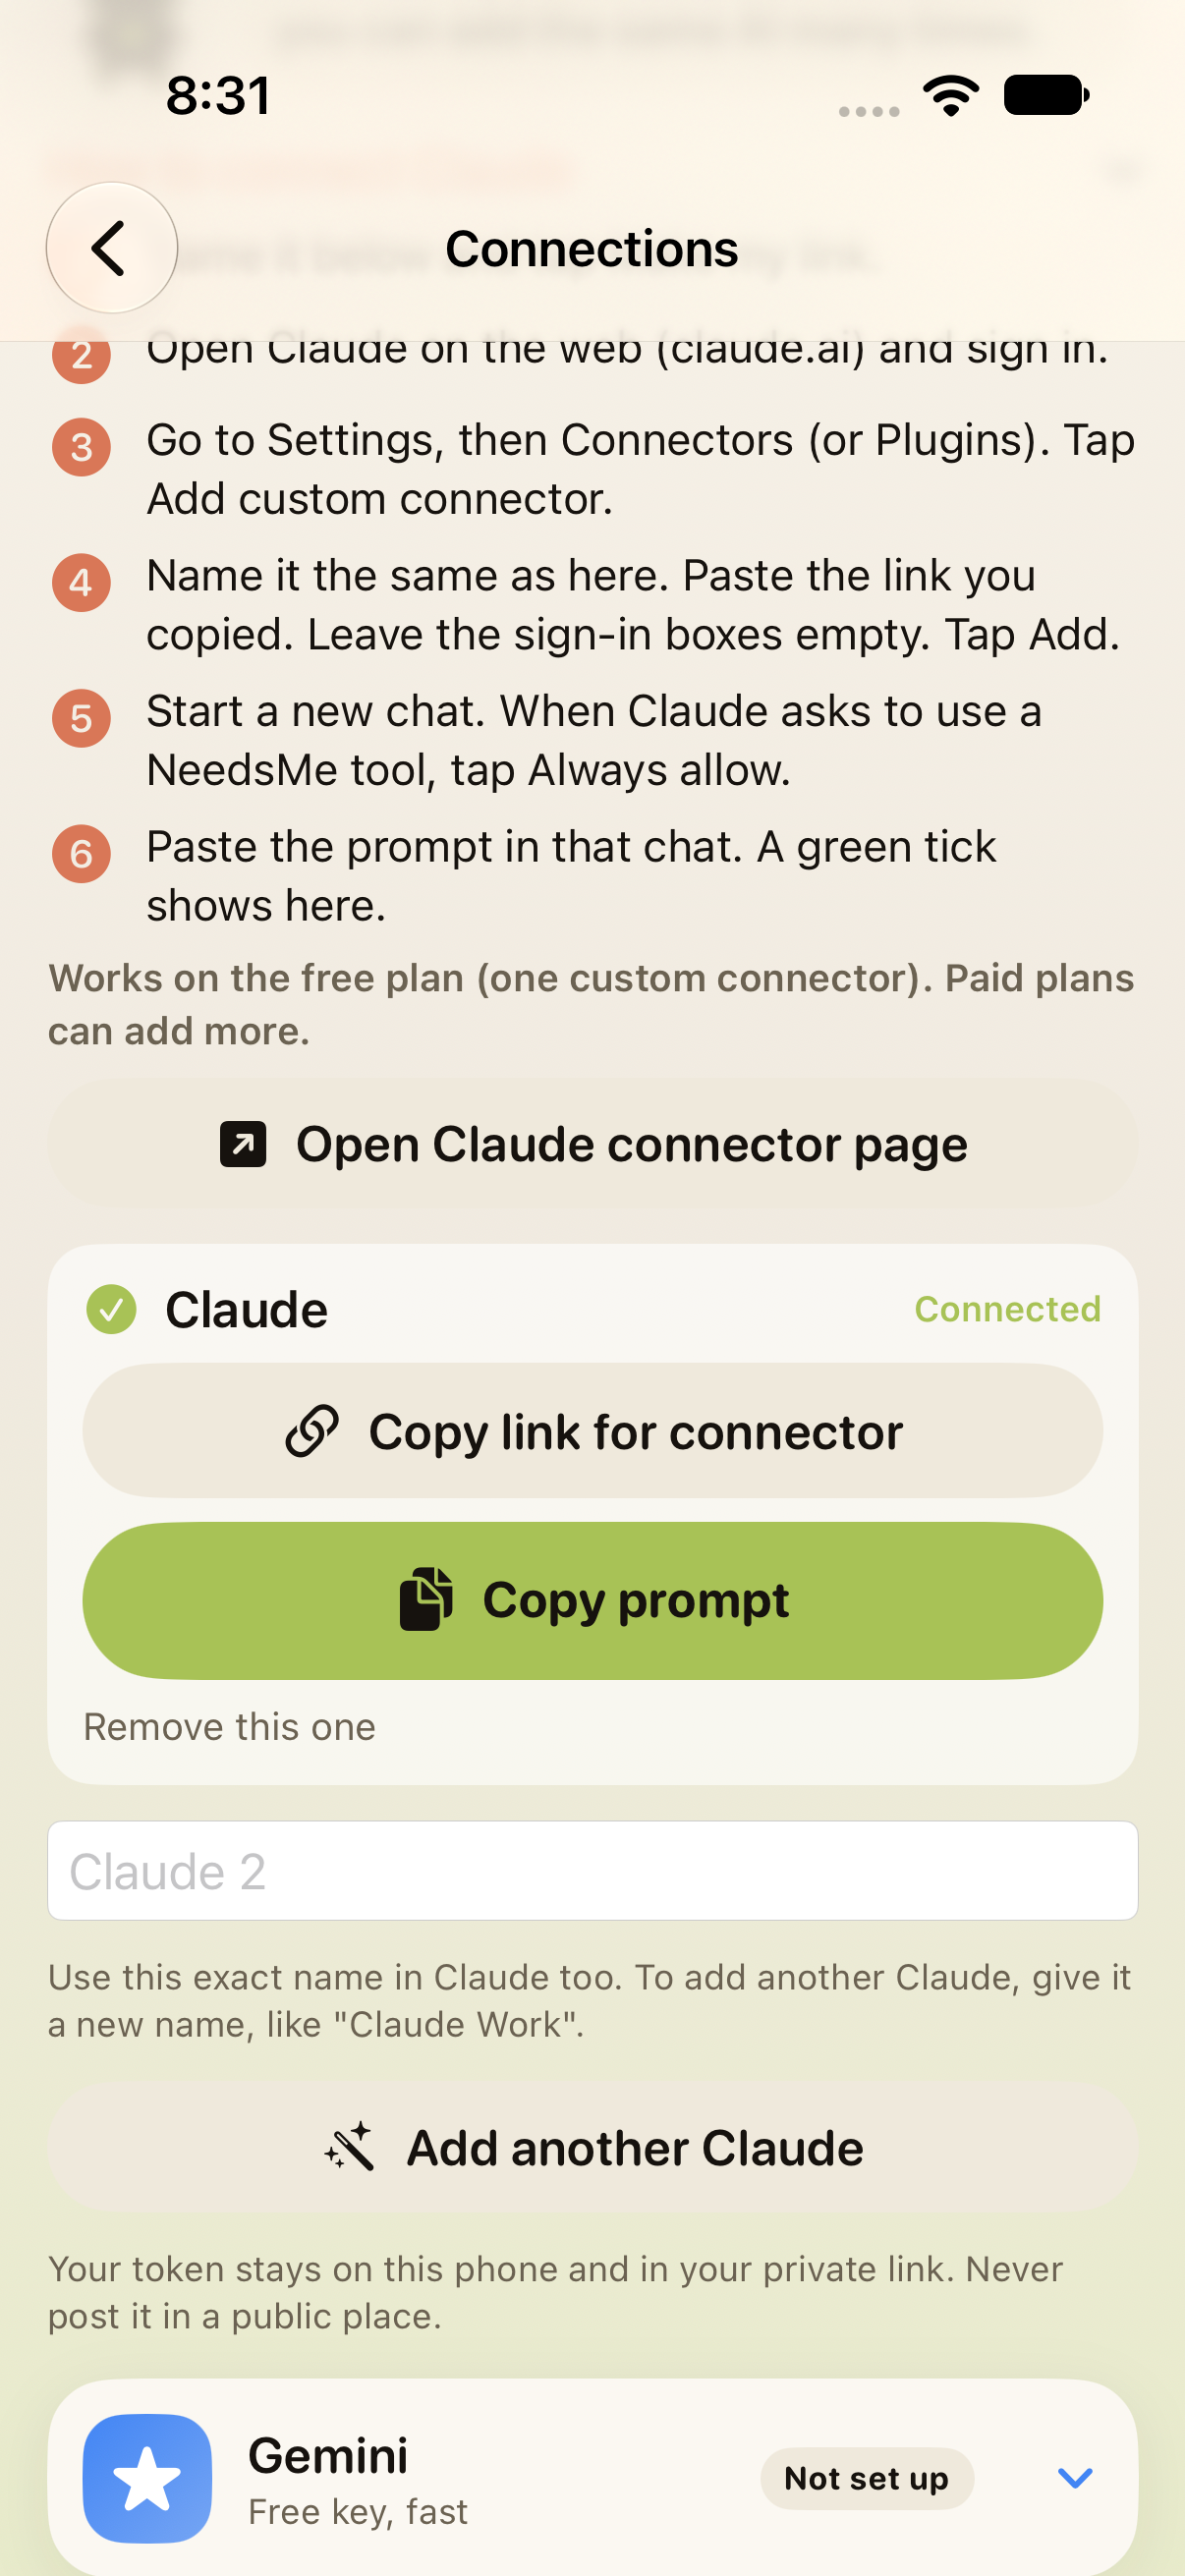 8:31
Connections
2
Open Claude on the web (claude.ai) and sign in.
3
Go to Settings, then Connectors (or Plugins). Tap
Add custom connector.
4
Name it the same as here. Paste the link you
copied. Leave the sign-in boxes empty. Tap Add.
5
Start a new chat. When Claude asks to use a
NeedsMe tool, tap Always allow.
6
Paste the prompt in that chat. A green tick
shows here.
Works on the free plan (one custom connector). Paid plans
can add more.
Open Claude connector page
Claude
Connected
Copy link for connector
Copy prompt
Remove this one
Claude 2
Use this exact name in Claude too. To add another Claude, give it
a new name, like "Claude Work".
Add another Claude
Your token stays on this phone and in your private link. Never
post it in a public place.
Gemini
Not set up
Free key, fast